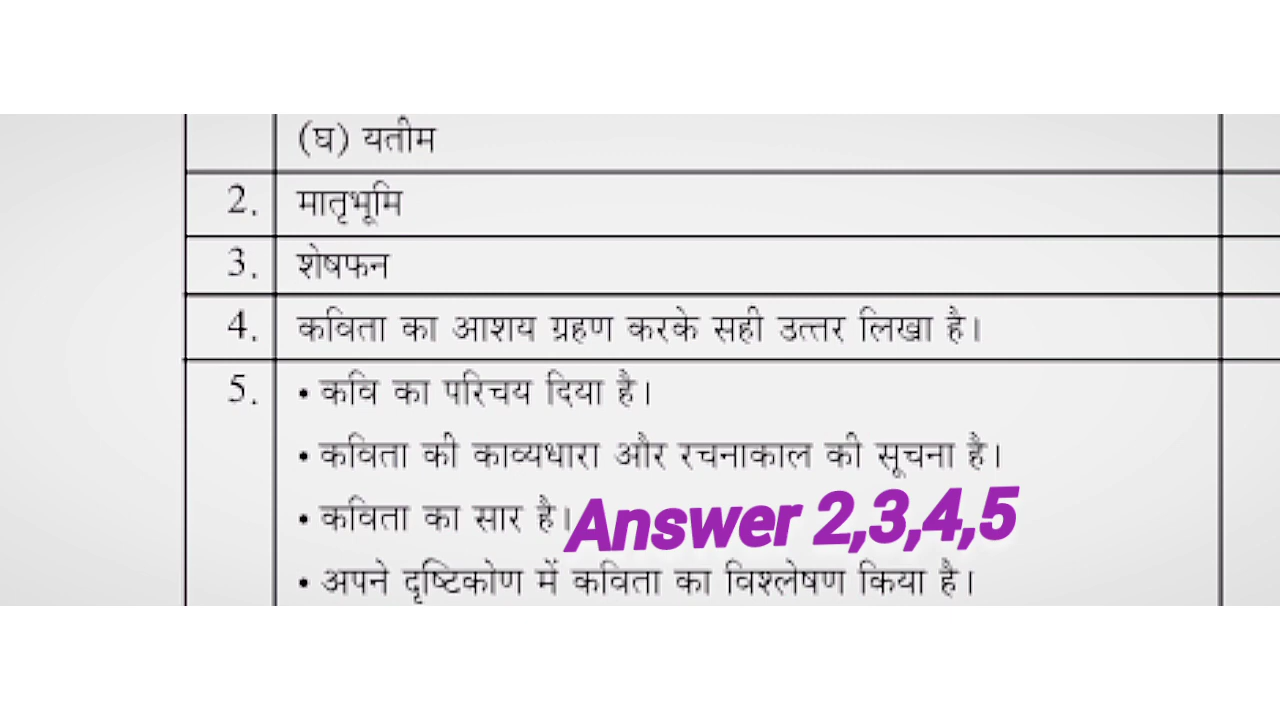 (घ) यतीम
2. मातृभूमि
3. शेषफन
4. कविता का आशय ग्रहण करके सही उत्तर लिखा है।
5. • कवि का परिचय दिया है।
• कविता की काव्यधारा और रचनाकाल की सूचना है।
• कविता का सार है।
Answer 2,3,4,5
• अपने दृष्टिकोण में कविता का विश्लेषण किया है।